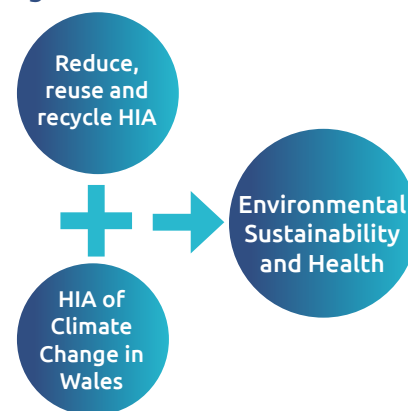 Reduce,
reuse and
recycle HIA
Environmental
Sustainability
and Health
HIA of
Climate
Change in
Wales